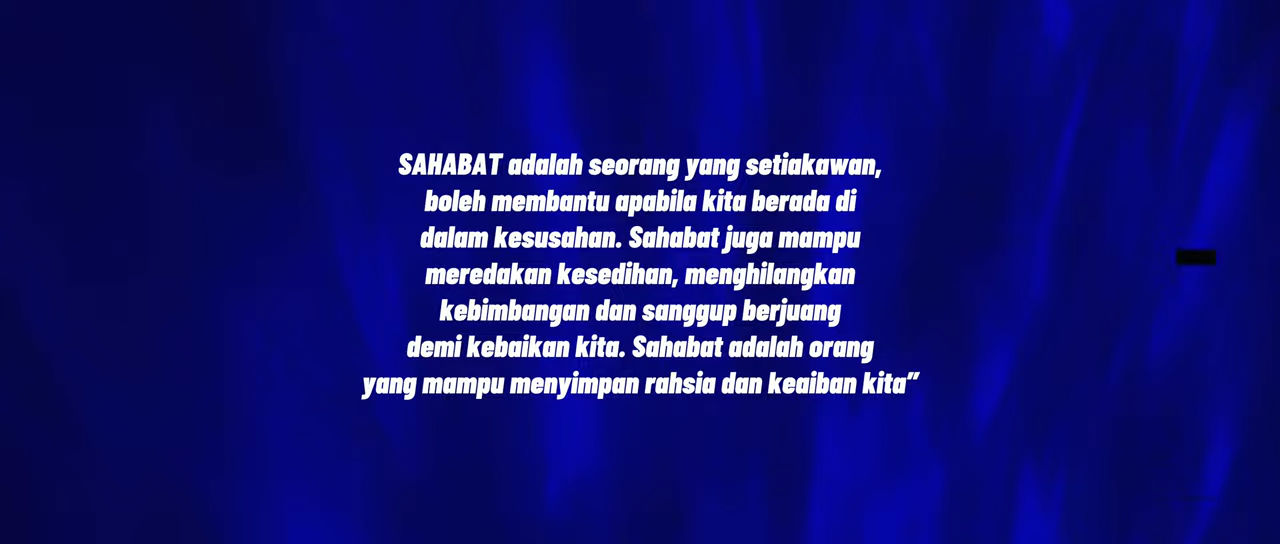 SAHABAT adalah seorang yang setiakawan,
boleh membantu apabila kita berada di
dalam kesusahan. Sahabat juga mampu
meredakan kesedihan, menghilangkan
kebimbangan dan sanggup berjuang
demi kebaikan kita. Sahabat adalah orang
yang mampu menyimpan rahsia dan keaiban kita”